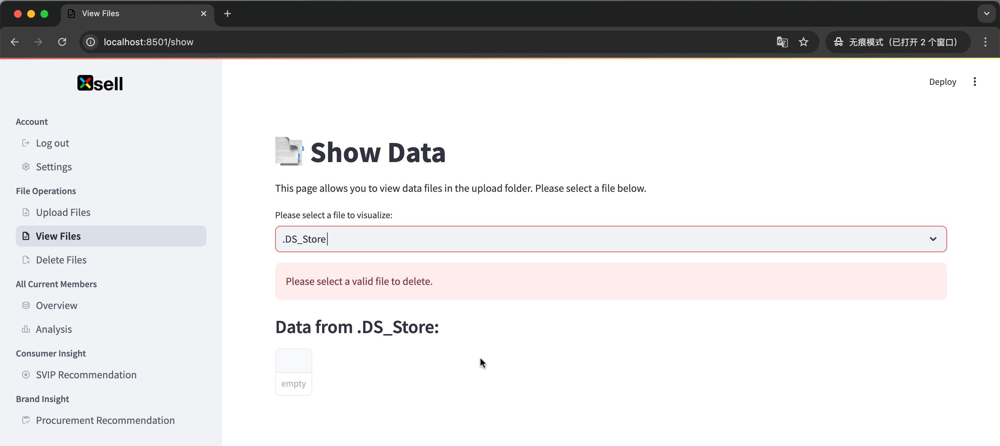 View Files
localhost:8501/show
无痕模式（已打开 2 个窗口）
sell
Deploy
Account
Log out
Settings
File Operations
Upload Files
View Files
Delete Files
All Current Members
Overview
Analysis
Consumer Insight
SVIP Recommendation
Brand Insight
Procurement Recommendation
Show Data
This page allows you to view data files in the upload folder. Please select a file below.
Please select a file to visualize:
.DS_Store
Please select a valid file to delete.
Data from .DS_Store:
empty